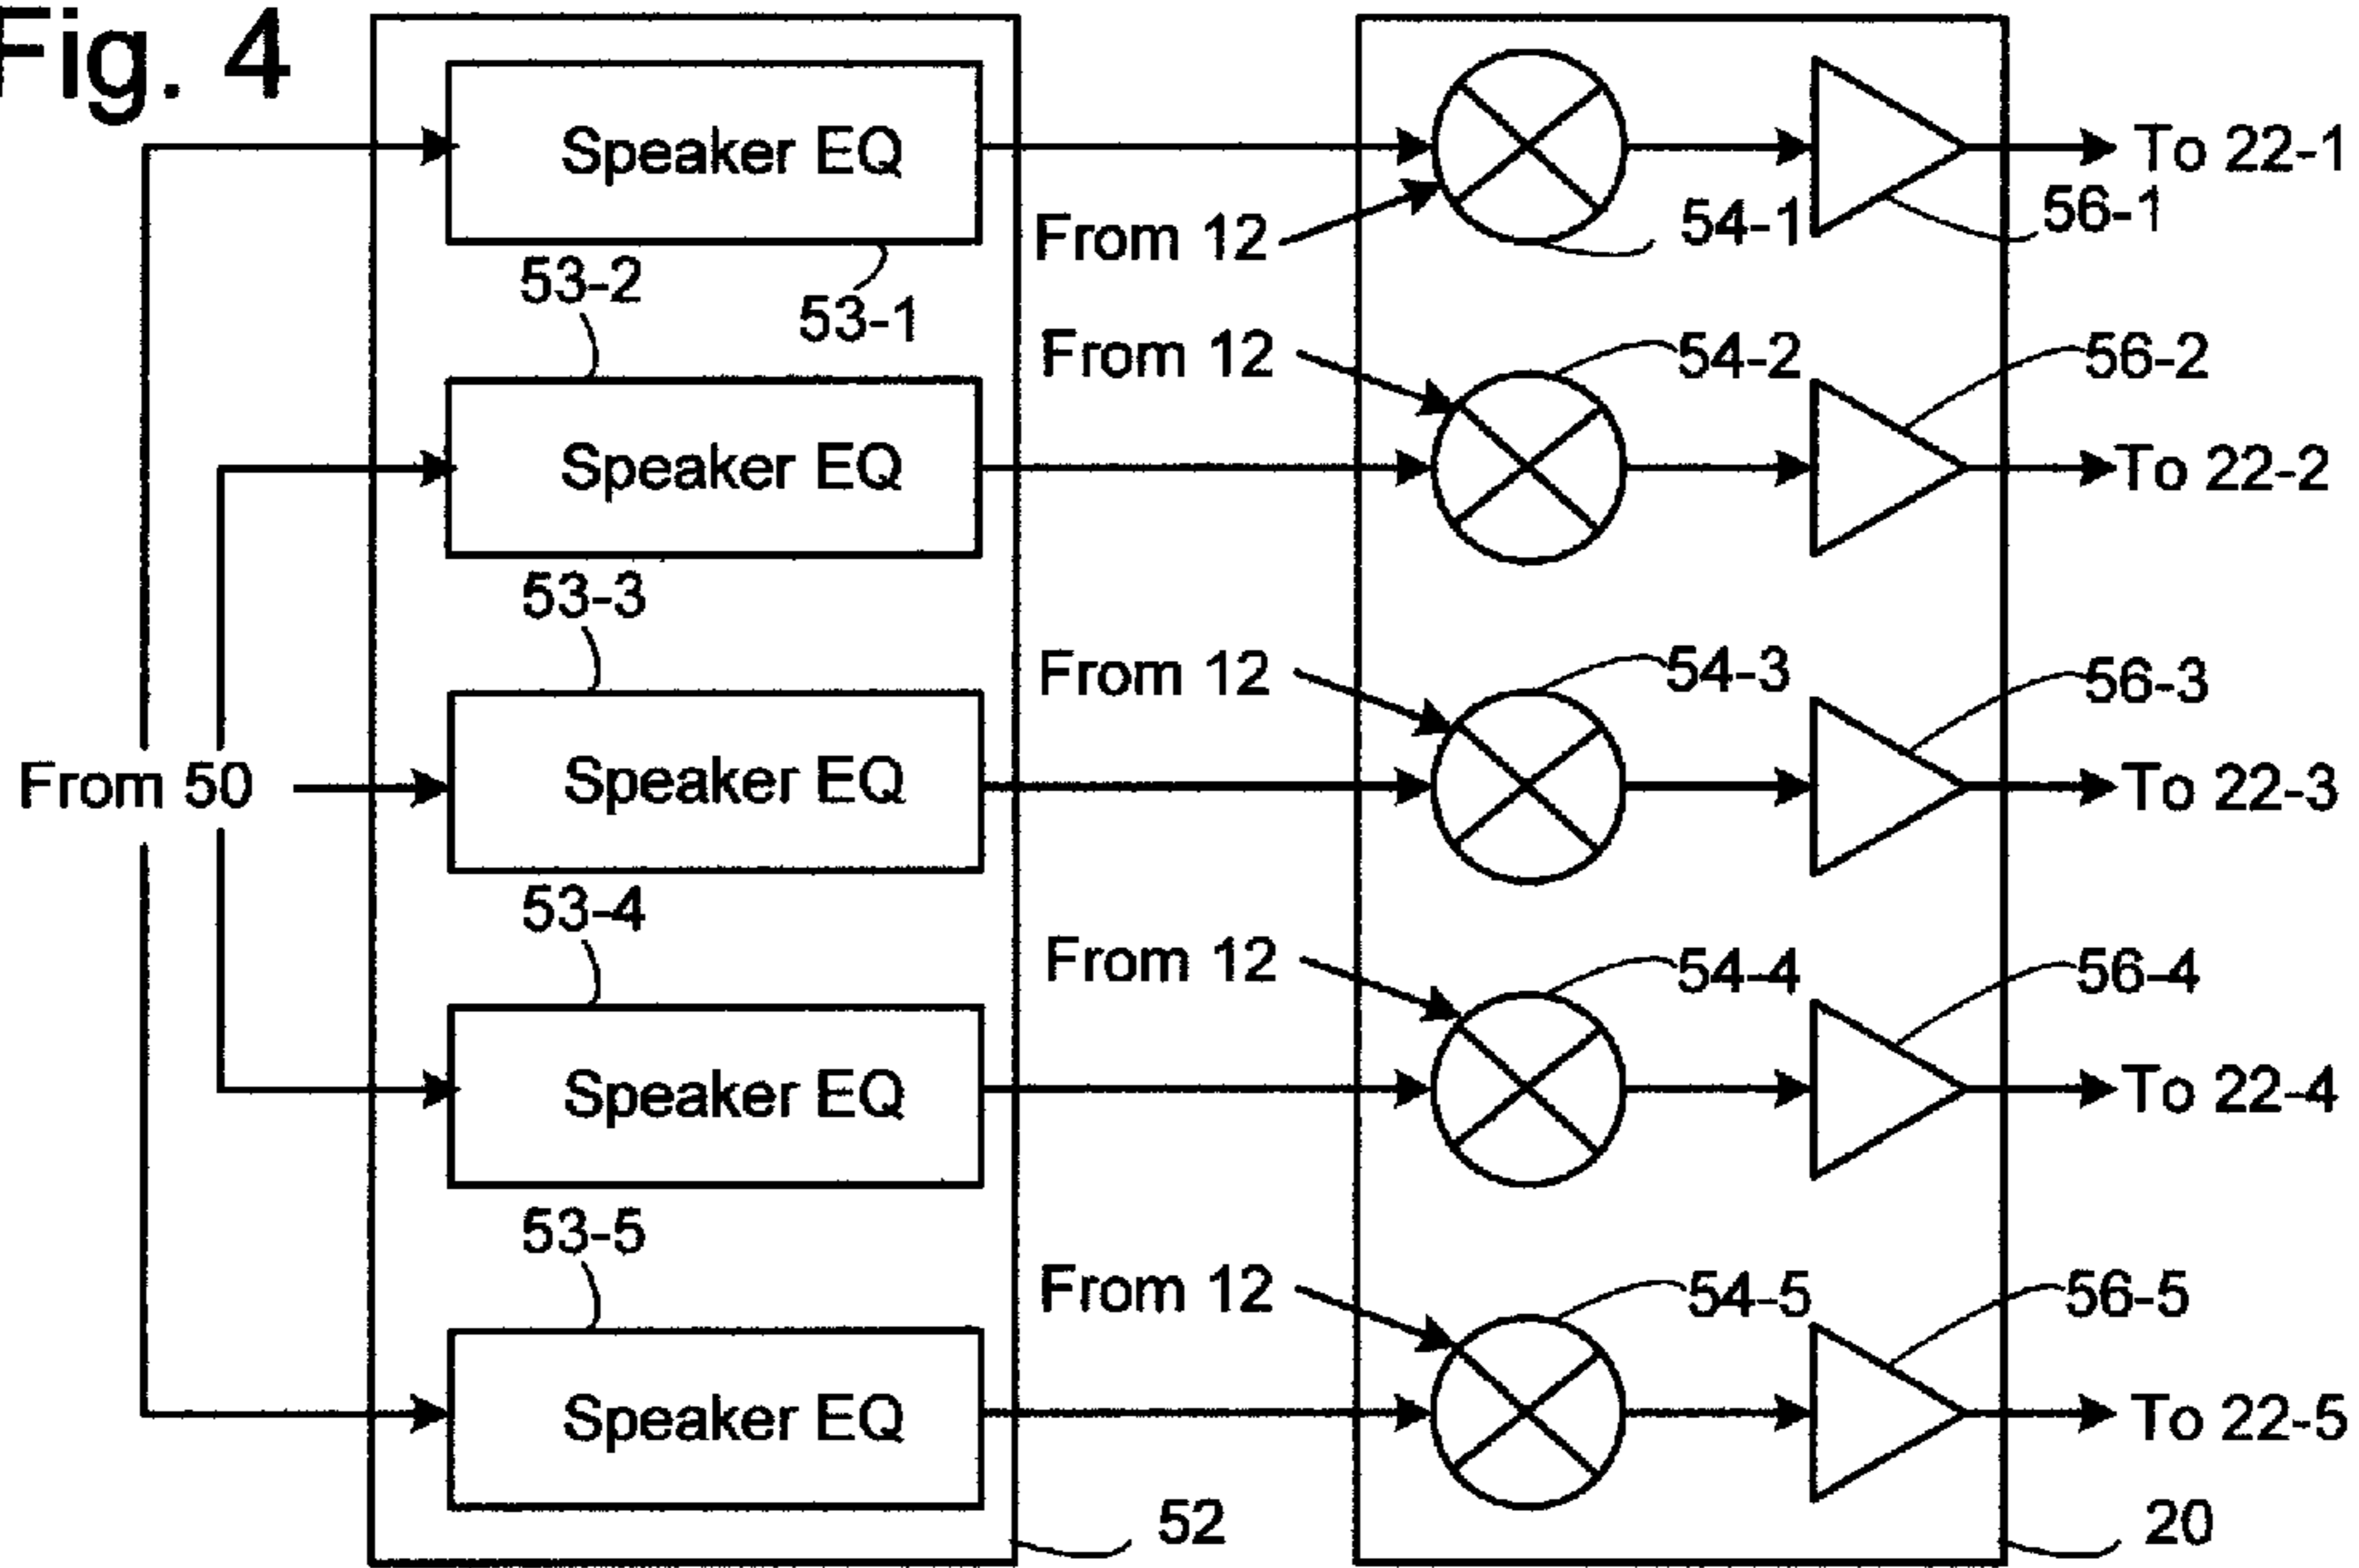 Fig. 4
Speaker EQ
To 22-1
From 12
54-1
56-1
53-2
53-1
From 12
54-2
56-2
Speaker EQ
To 22-2
53-3
From 12
54-3
56-3
From 50
Speaker EQ
To 22-3
53-4
From 12
54-4
56-4
Speaker EQ
To 22-4
53-5
From 12
54-5
56-5
Speaker EQ
To 22-5
52
20